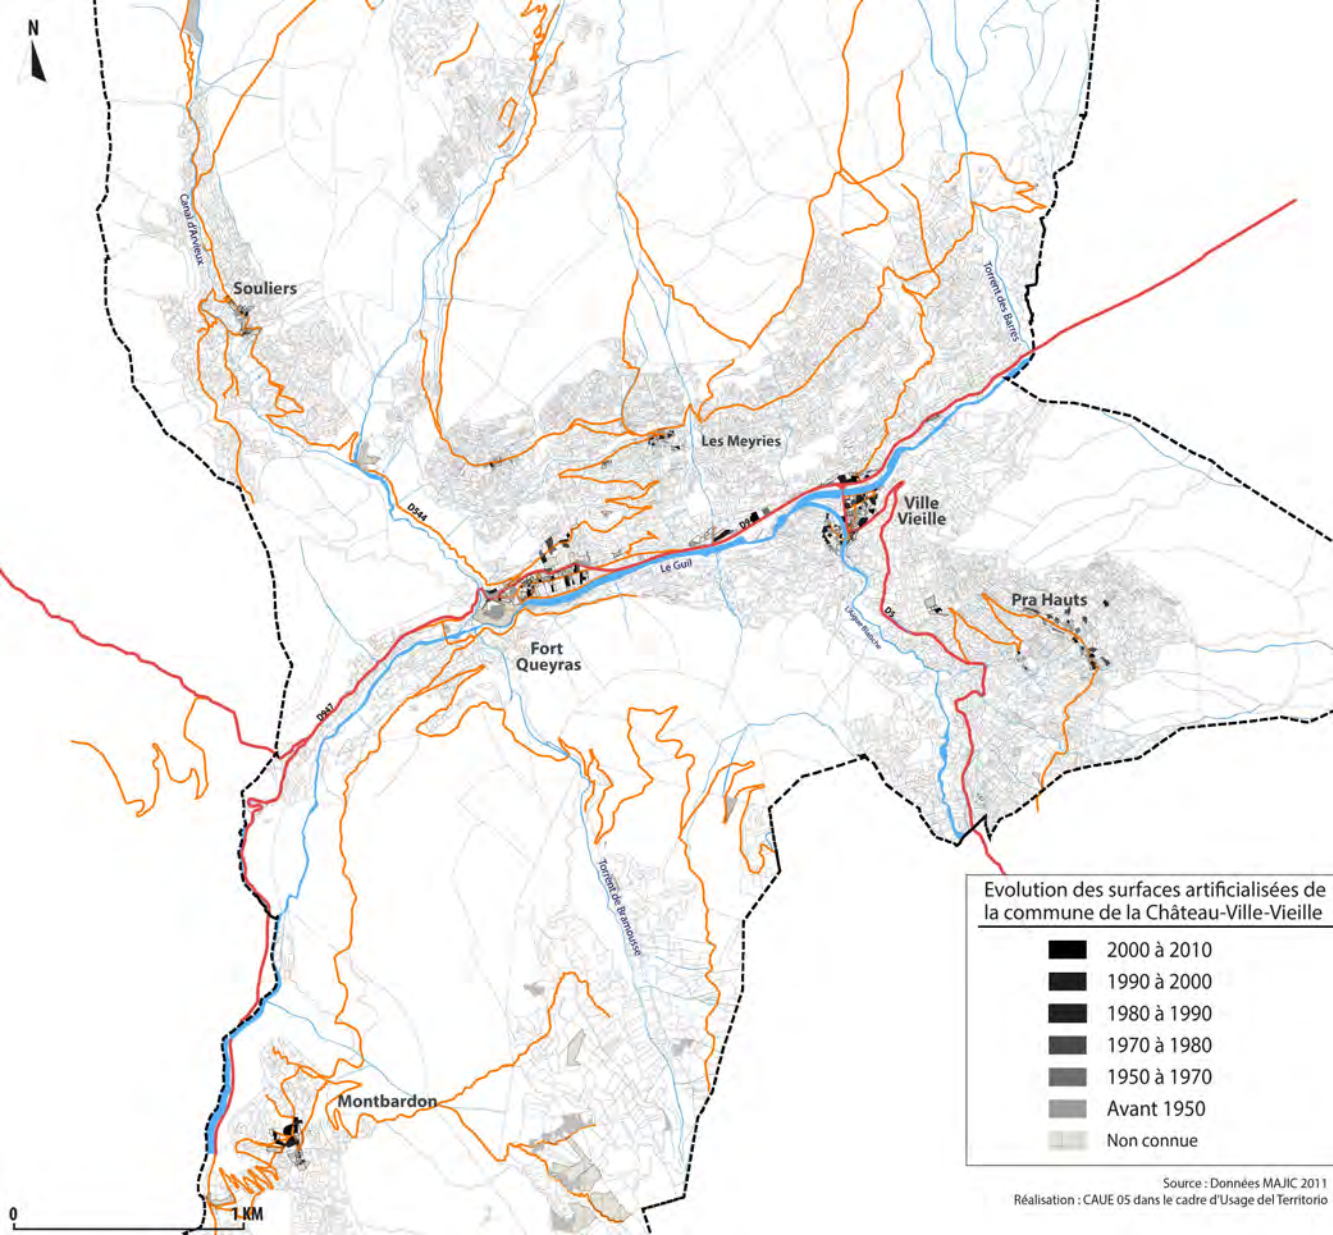 N
Canal d'Arvieux
Souliers
Torrent des Barres
Les Meyries
D544
D94
Ville
Vieille
Le Guil
Pra Hauts
D5
L'Aigue Blanche
Fort
Queyras
D947
Torrent de Bramousse
Montbardon
0
1 KM
Evolution des surfaces artificialisées de
la commune de la Château-Ville-Vieille
2000 à 2010
1990 à 2000
1980 à 1990
1970 à 1980
1950 à 1970
Avant 1950
Non connue
Source : Données MAJIC 2011
Réalisation : CAUE 05 dans le cadre d'Usage del Territorio